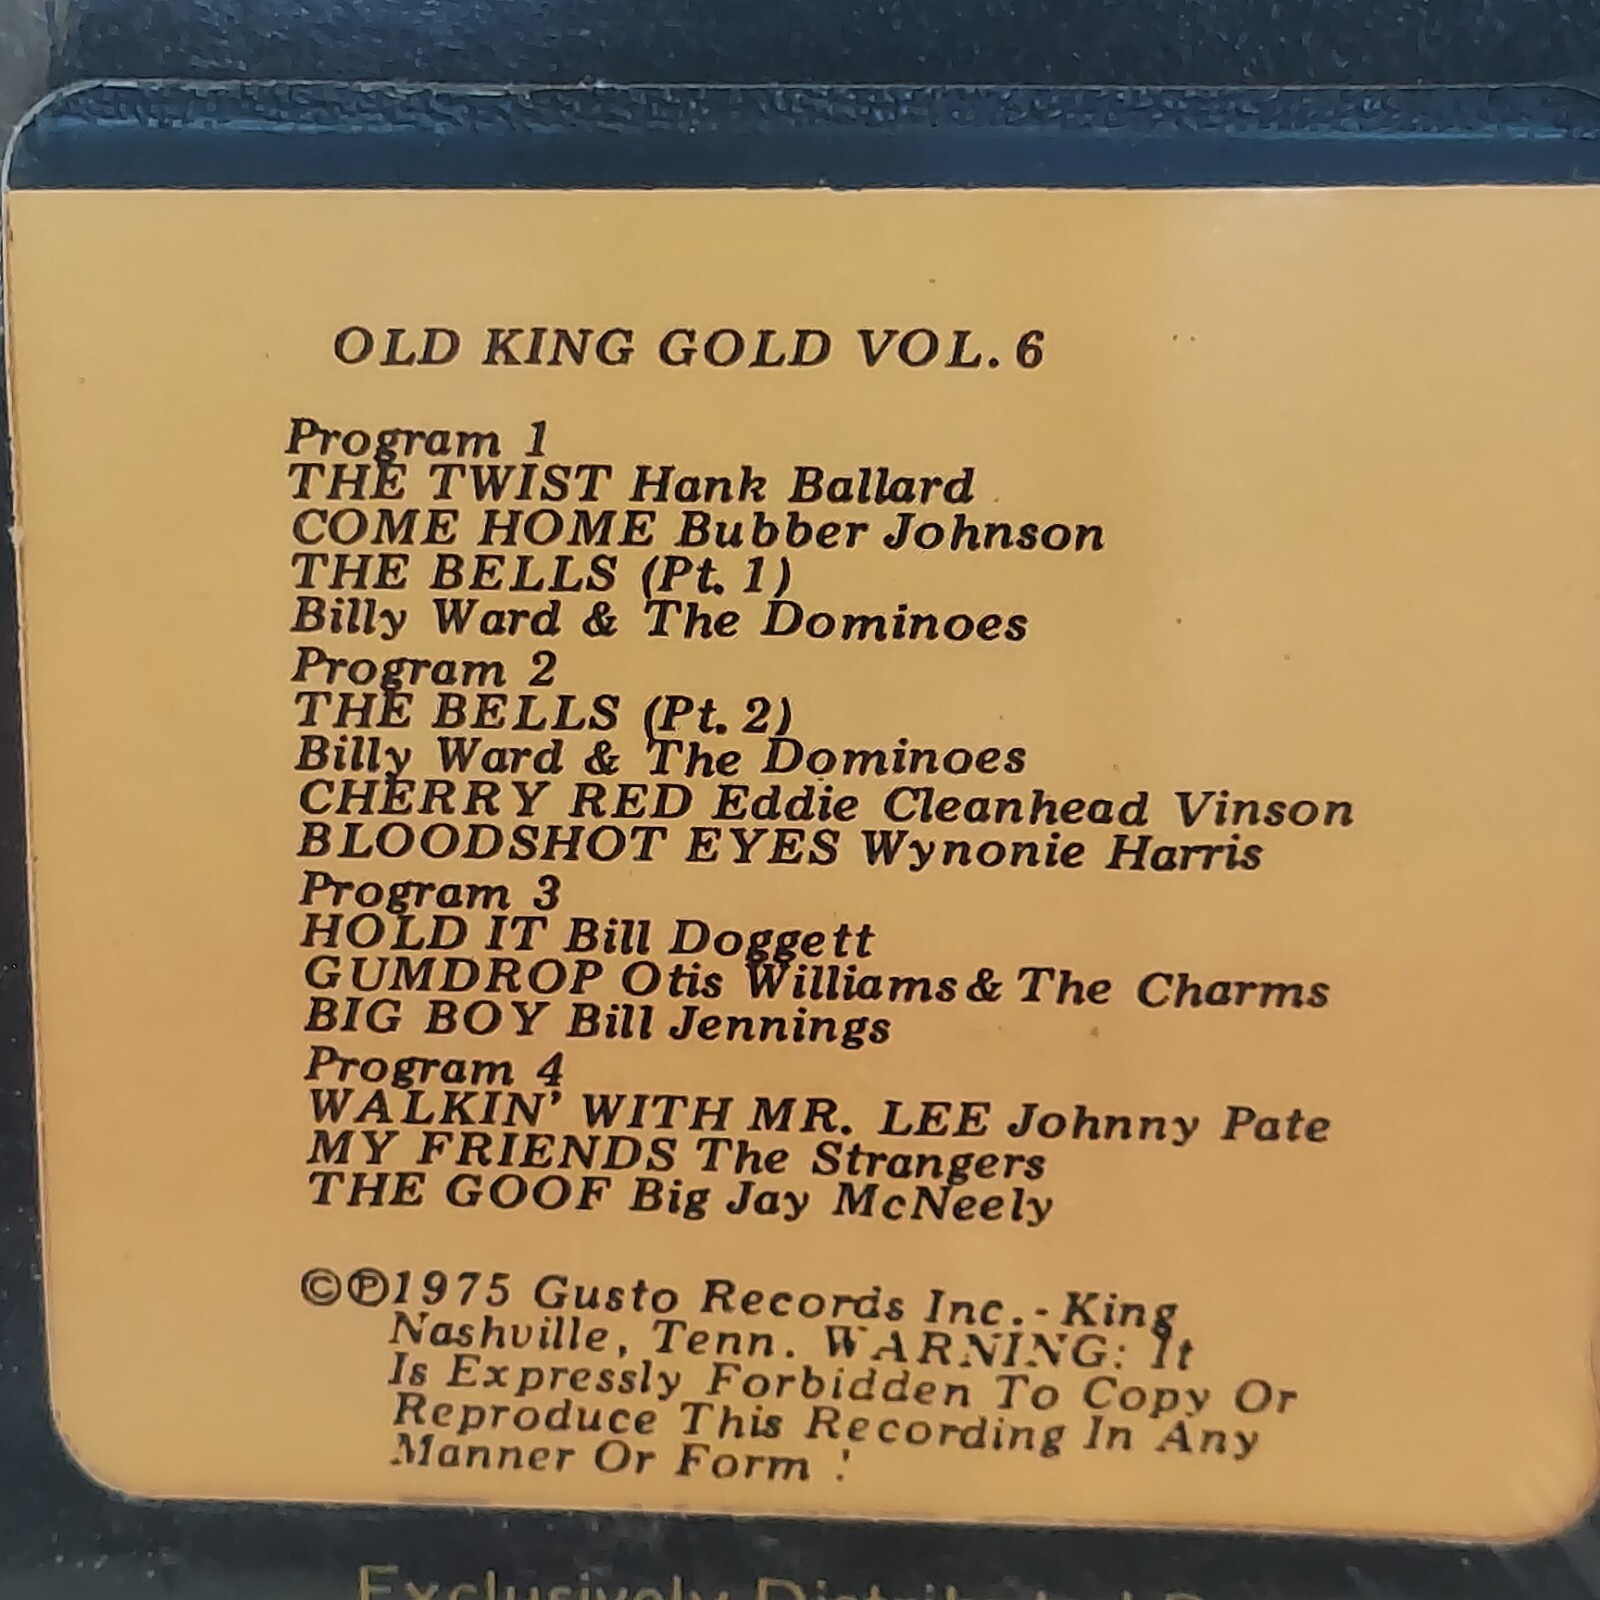 OLD KING GOLD VOL. 6
Program 1
THE TWIST Hank Ballard
COME HOME Bubber Johnson
THE BELLS (Pt. 1)
Billy Ward & The Dominoes
Program 2
THE BELLS (Pt. 2)
Billy Ward & The Dominoes
CHERRY RED Eddie Cleanhead Vinson
BLOODSHOT EYES Wynonie Harris
Program 3
HOLD IT Bill Doggett
GUMDROP Otis Williams & The Charms
BIG BOY Bill Jennings
Program 4
WALKIN' WITH MR. LEE Johnny Pate
MY FRIENDS The Strangers
THE GOOF Big Jay McNeely
©℗1975 Gusto Records Inc.- King
Nashville, Tenn. WARNING: It
Is Expressly Forbidden To Copy Or
Reproduce This Recording In Any
Manner Or Form !
Exclusively